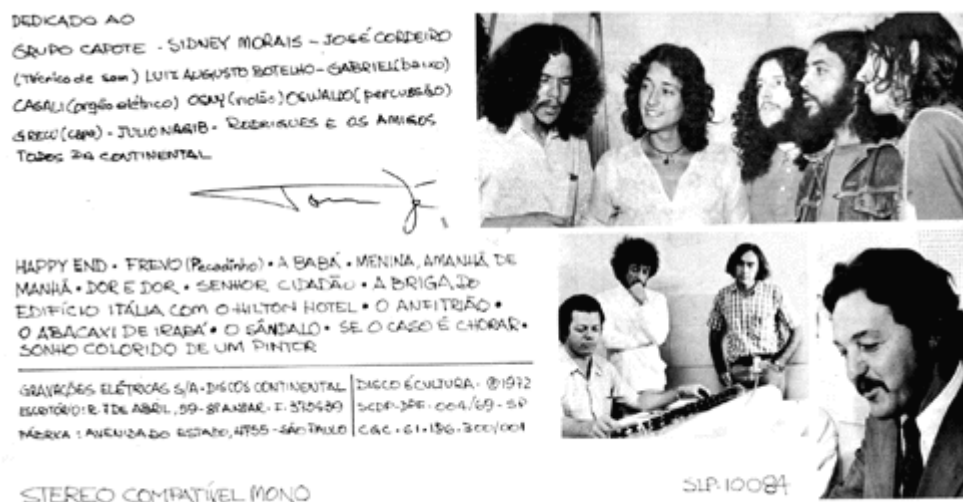 DEDICADO AO
GRUPO CAPOTE - SIDNEY MORAIS - JOSÉ CORDEIRO
(Técnico de som) LUIZ AUGUSTO BOTELHO - GABRIEL (baixo)
CASALI (orgão elétrico) OSNY (violão) OSWALDO (percussão)
GRECO (capa) - JULIO NAGIB - RODRIGUES E OS AMIGOS
TODOS DA CONTINENTAL
Tom Zé
HAPPY END • FREVO (Pecadinho) • A BABÁ • MENINA, AMANHÃ DE
MANHÃ • DOR E DOR • SENHOR CIDADÃO • A BRIGA DO
EDIFÍCIO ITÁLIA COM O HILTON HOTEL • O ANFITRIÃO •
O ABACAXI DE IRARÁ • O SÂNDALO • SE O CASO É CHORAR •
SONHO COLORIDO DE UM PINTOR
GRAVAÇÕES ELÉTRICAS S/A • DISCOS CONTINENTAL
ESCRITÓRIO: R. 7 DE ABRIL, 59 - 8º ANDAR -
FÁBRICA: AVENIDA DO ESTADO, 4755 - SÃO PAULO
DISCO É CULTURA - ℗ 1972
SCDP-DPF-004/69-SP
CGC-61-186-300/001
STEREO COMPATÍVEL MONO
SLP-10084